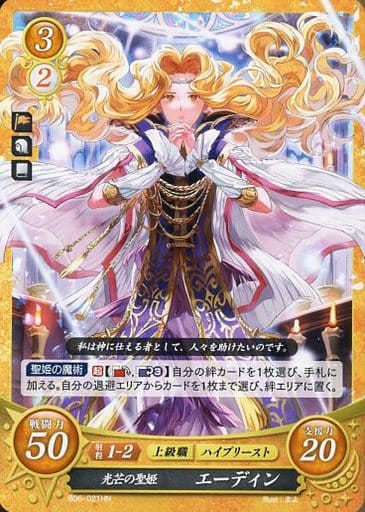 3
2
私は神に仕える者として、人々を助けたいのです。
聖姫の魔術 起【、3】自分の絆カードを1枚選び、手札に
加える。自分の退避エリアからカードを1枚まで選び、絆エリアに置く。
戦闘力
50
射程 1-2 上級職 ハイプリースト
支援力
20
光芒の聖姫 エーディン
B06-021HN
Illust：まよ